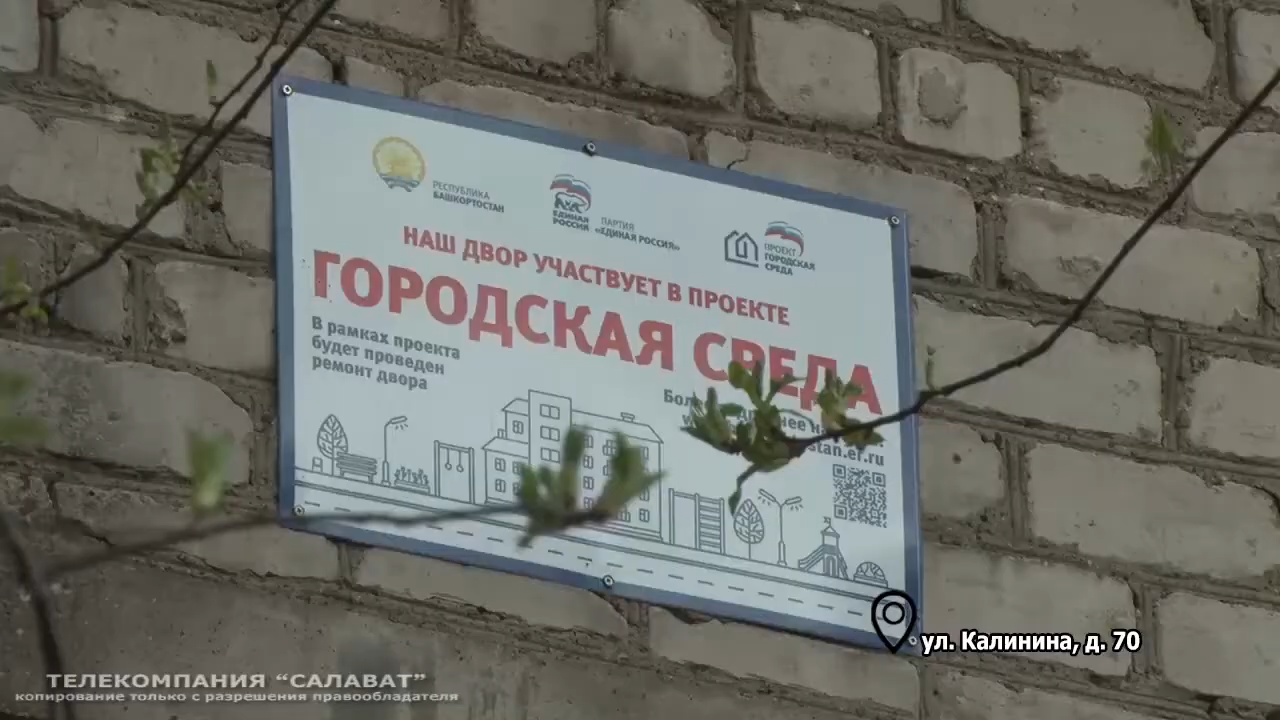 РЕСПУБЛИКА
БАШКОРТОСТАН
ЕДИНАЯ
РОССИЯ
ПАРТИЯ
«ЕДИНАЯ РОССИЯ»
ПРОЕКТ
ГОРОДСКАЯ
СРЕДА
НАШ ДВОР УЧАСТВУЕТ В ПРОЕКТЕ
ГОРОДСКАЯ СРЕДА
В рамках проекта
будет проведен
ремонт двора
stan.er.ru
ул. Калинина, д. 70
ТЕЛЕКОМПАНИЯ “САЛАВАТ”
копирование только с разрешения правообладателя